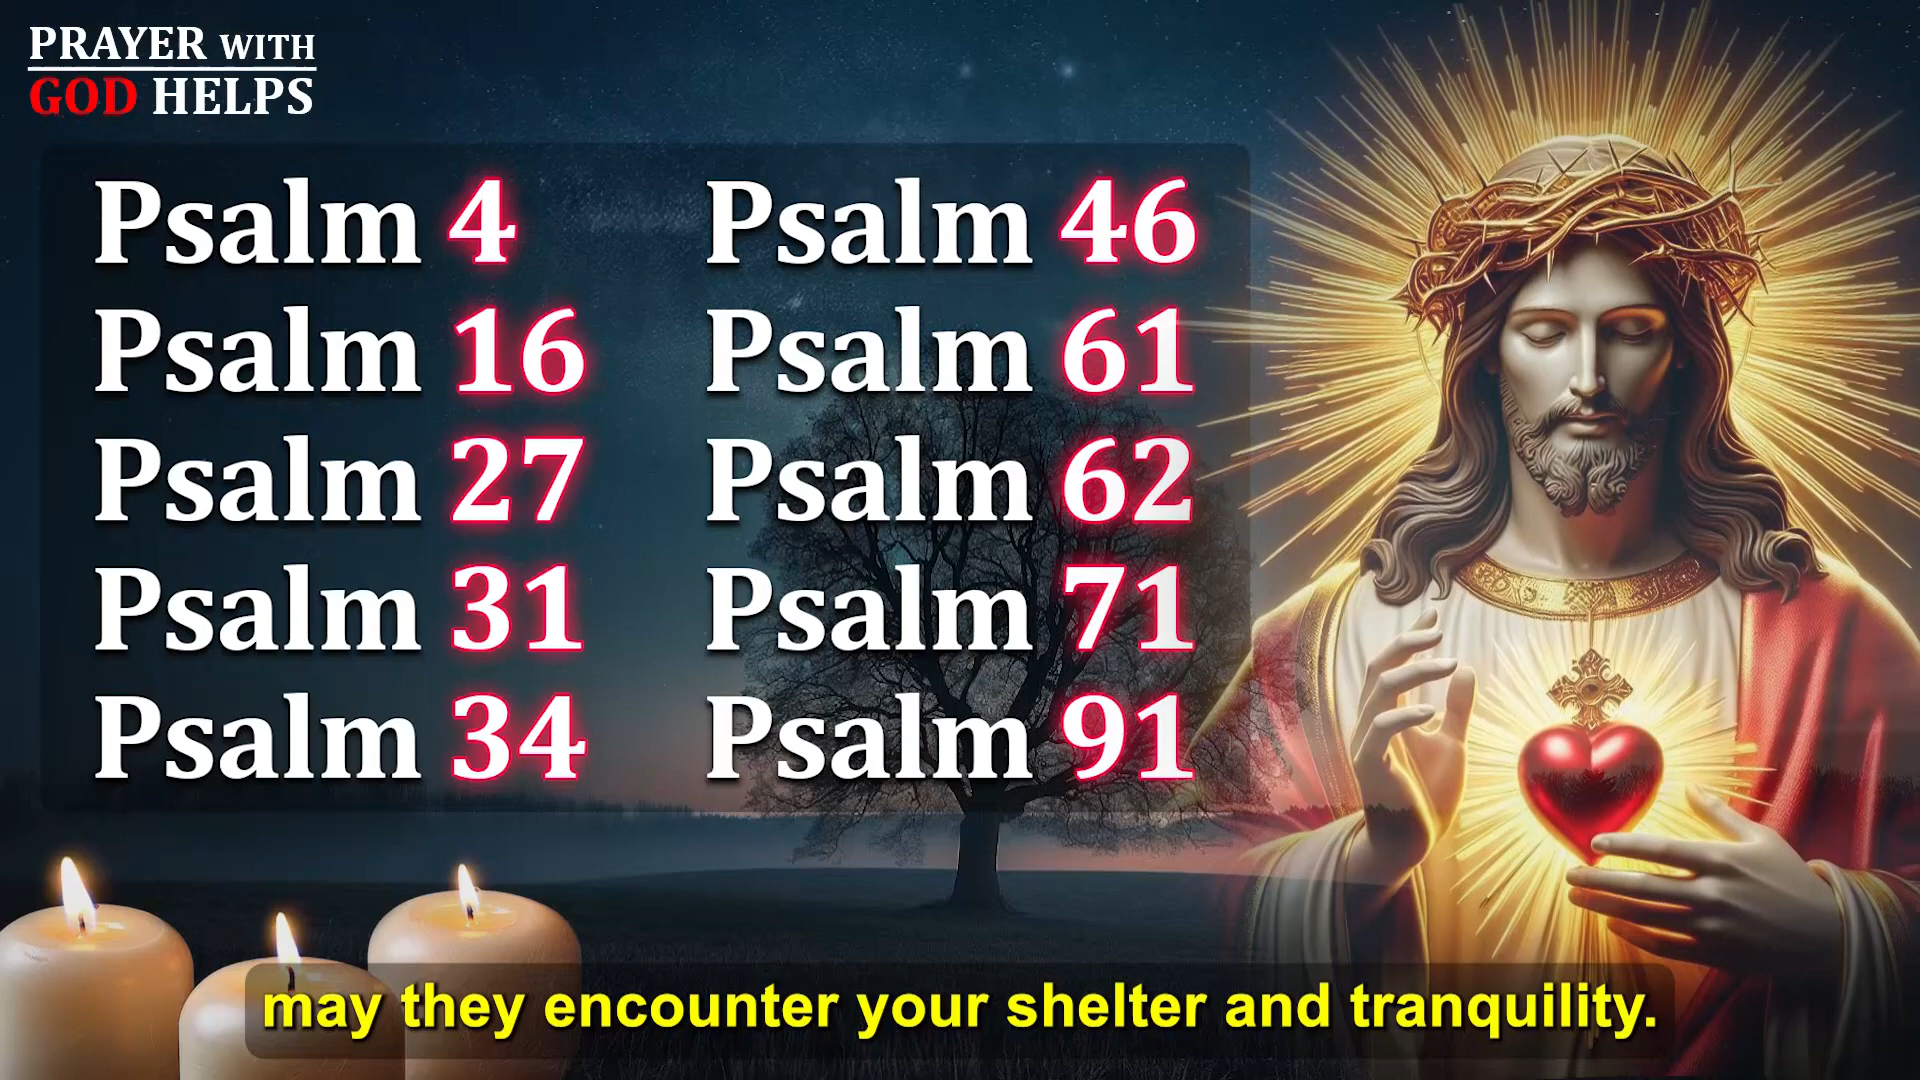 PRAYER WITH
GOD HELPS
Psalm 4
Psalm 16
Psalm 27
Psalm 31
Psalm 34
Psalm 46
Psalm 61
Psalm 62
Psalm 71
Psalm 91
may they encounter your shelter and tranquility.